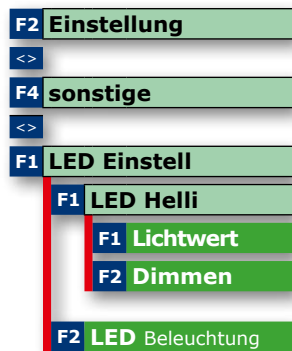 F2 Einstellung
<>
F4 sonstige
<>
F1 LED Einstell
F1 LED Helli
F1 Lichtwert
F2 Dimmen
F2 LED Beleuchtung